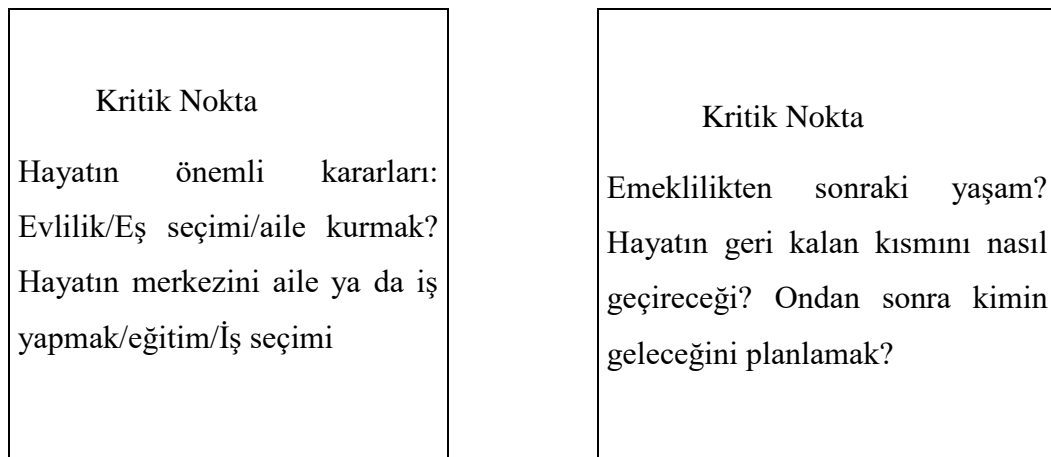 Kritik Nokta
Hayatın önemli kararları:
Evlilik/Eş seçimi/aile kurmak?
Hayatın merkezini aile ya da iş
yapmak/eğitim/İş seçimi
Kritik Nokta
Emeklilikten sonraki yaşam?
Hayatın geri kalan kısmını nasıl
geçireceği? Ondan sonra kimin
geleceğini planlamak?